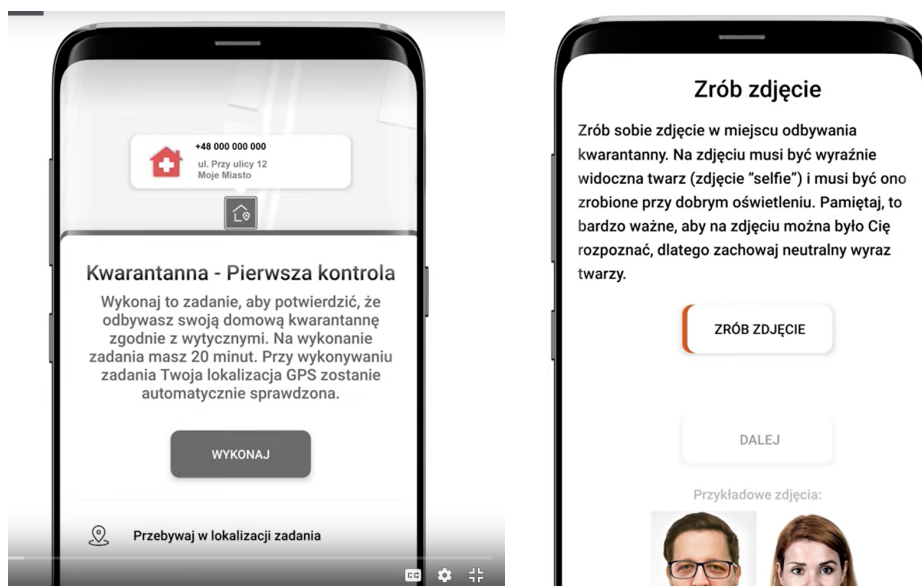 +48 000 000 000
ul. Przy ulicy 12
Moje Miasto
Kwarantanna - Pierwsza kontrola
Wykonaj to zadanie, aby potwierdzić, że
odbywasz swoją domową kwarantannę
zgodnie z wytycznymi. Na wykonanie
zadania masz 20 minut. Przy wykonywaniu
zadania Twoja lokalizacja GPS zostanie
automatycznie sprawdzona.
WYKONAJ
Przebywaj w lokalizacji zadania
CC
Zrób zdjęcie
Zrób sobie zdjęcie w miejscu odbywania
kwarantanny. Na zdjęciu musi być wyraźnie
widoczna twarz (zdjęcie “selfie”) i musi być ono
zrobione przy dobrym oświetleniu. Pamiętaj, to
bardzo ważne, aby na zdjęciu można było Cię
rozpoznać, dlatego zachowaj neutralny wyraz
twarzy.
ZRÓB ZDJĘCIE
DALEJ
Przykładowe zdjęcia: